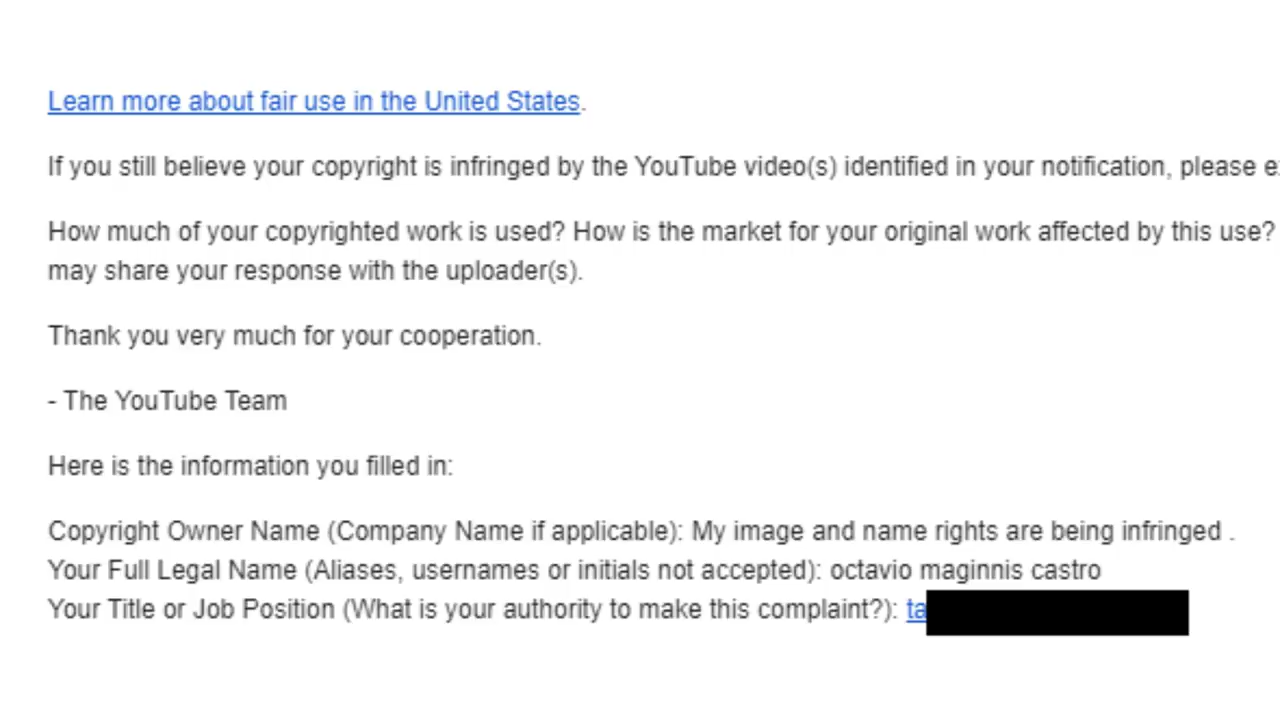 Learn more about fair use in the United States.
If you still believe your copyright is infringed by the YouTube video(s) identified in your notification, please
How much of your copyrighted work is used? How is the market for your original work affected by this use?
may share your response with the uploader(s).
Thank you very much for your cooperation.
- The YouTube Team
Here is the information you filled in:
Copyright Owner Name (Company Name if applicable): My image and name rights are being infringed .
Your Full Legal Name (Aliases, usernames or initials not accepted): octavio maginnis castro
Your Title or Job Position (What is your authority to make this complaint?): ta